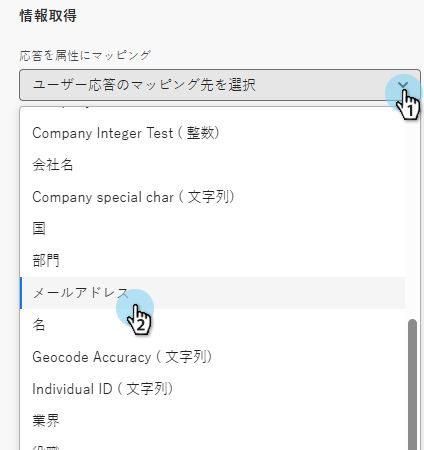 情報取得
応答を属性にマッピング
ユーザー応答のマッピング先を選択
1
Company Integer Test ( 整数)
会社名
Company special char ( 文字列)
国
部門
メールアドレス
2
名
Geocode Accuracy ( 文字列)
Individual ID ( 文字列)
業界